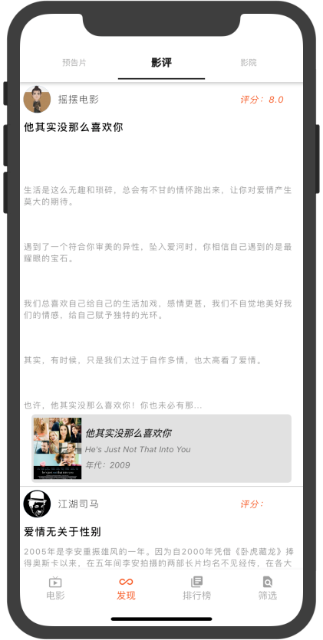 预告片 影评 影院
摇摆电影 评分：8.0
他其实没那么喜欢你
生活是这么无趣和琐碎，总会有不甘的情怀跑出来，让你对爱情产生
莫大的期待。
遇到了一个符合你审美的异性，坠入爱河时，你相信自己遇到的是最
耀眼的宝石。
我们总喜欢自己给自己的生活加戏，感情更甚，我们不自觉地美好我
们的情感，给自己赋予独特的光环。
其实，有时候，只是我们太过于自作多情，也太高看了爱情。
也许，他其实没那么喜欢你！你也未必有那...
他其实没那么喜欢你
He's Just Not That Into You
年代：2009
江湖司马 评分：
爱情无关于性别
2005年是李安重振雄风的一年。因为自2000年凭借《卧虎藏龙》捧
得奥斯卡以来，在五年间李安拍摄的两部长片均名不见经传，在各大
电影 发现 排行榜 筛选